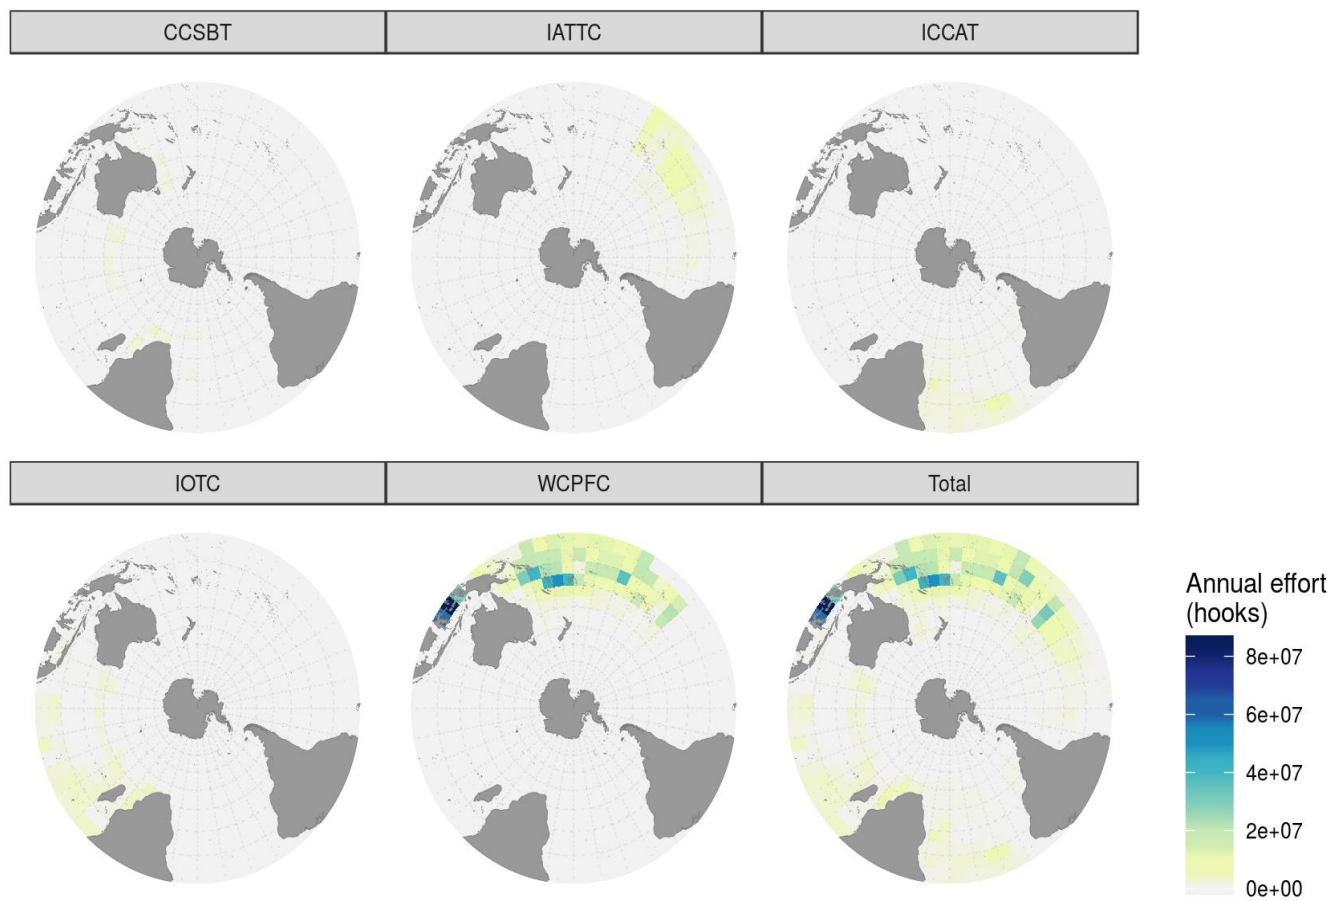 CCSBT
IATTC
ICCAT
IOTC
WCPFC
Total
Annual effort
(hooks)
8e+07
6e+07
4e+07
2e+07
0e+00